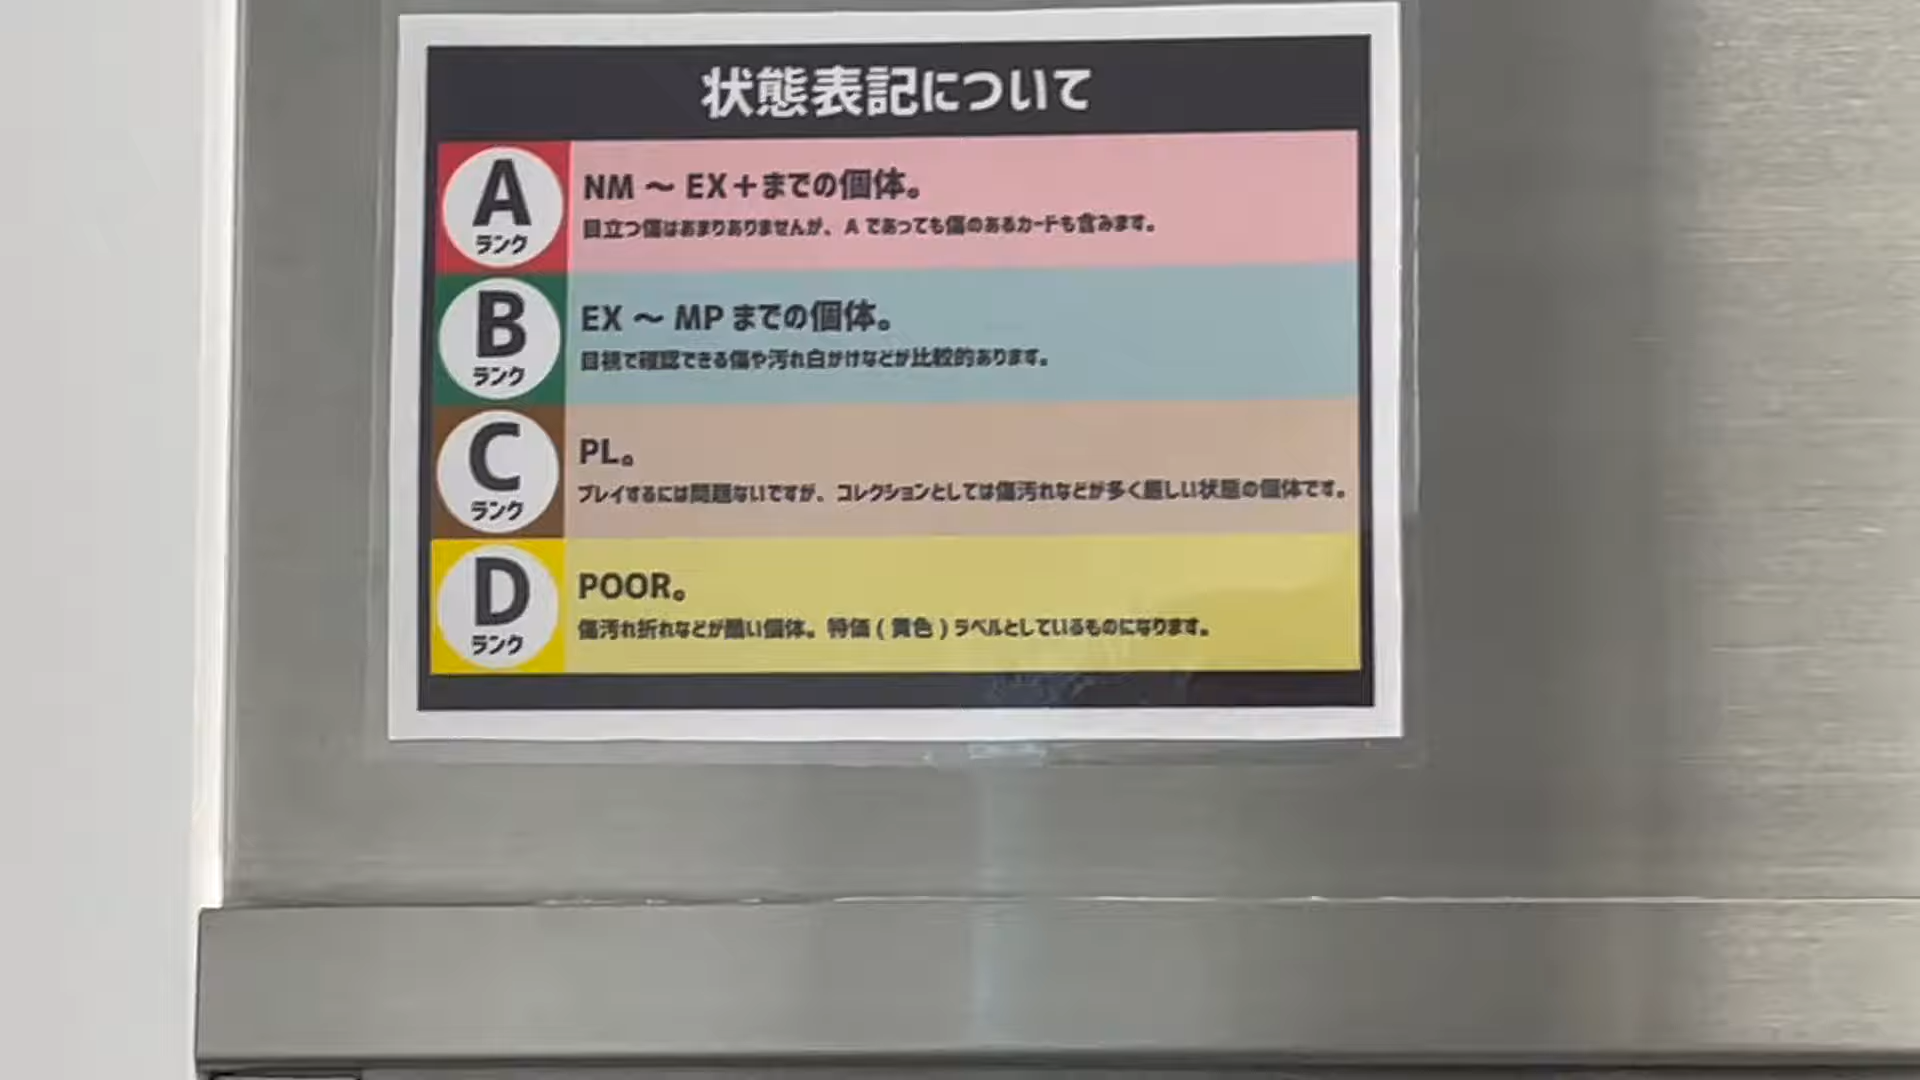 状態表記について
A
ランク
NM ～ EX＋までの個体。
目立つ傷はあまりありませんが、A であっても傷のあるカードも含みます。
B
ランク
EX ～ MP までの個体。
目視で確認できる傷や汚れ白かけなどが比較的あります。
C
ランク
PL。
プレイするには問題ないですが、コレクションとしては傷汚れなどが多く厳しい状態の個体です。
D
ランク
POOR。
傷汚れ折れなどが酷い個体。特価 ( 黄色 ) ラベルとしているものになります。